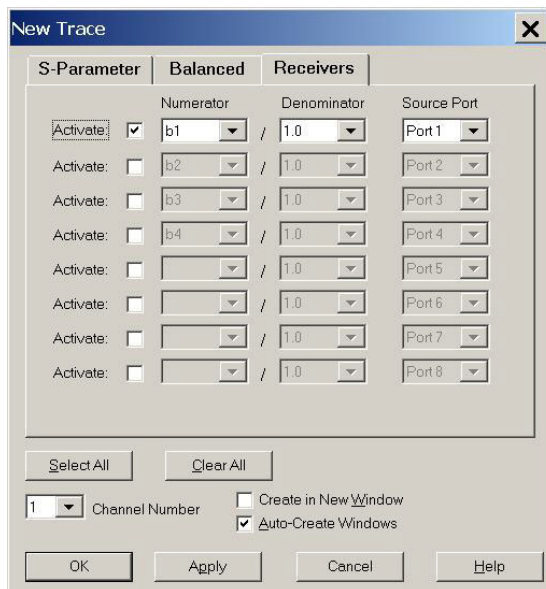 New Trace
S-Parameter Balanced Receivers
Numerator Denominator Source Port
Activate: b1 / 1.0 Port 1
Activate: b2 / 1.0 Port 2
Activate: b3 / 1.0 Port 3
Activate: b4 / 1.0 Port 4
Activate: / 1.0 Port 5
Activate: / 1.0 Port 6
Activate: / 1.0 Port 7
Activate: / 1.0 Port 8
Select All Clear All
1 Channel Number
Create in New Window
Auto-Create Windows
OK Apply Cancel Help